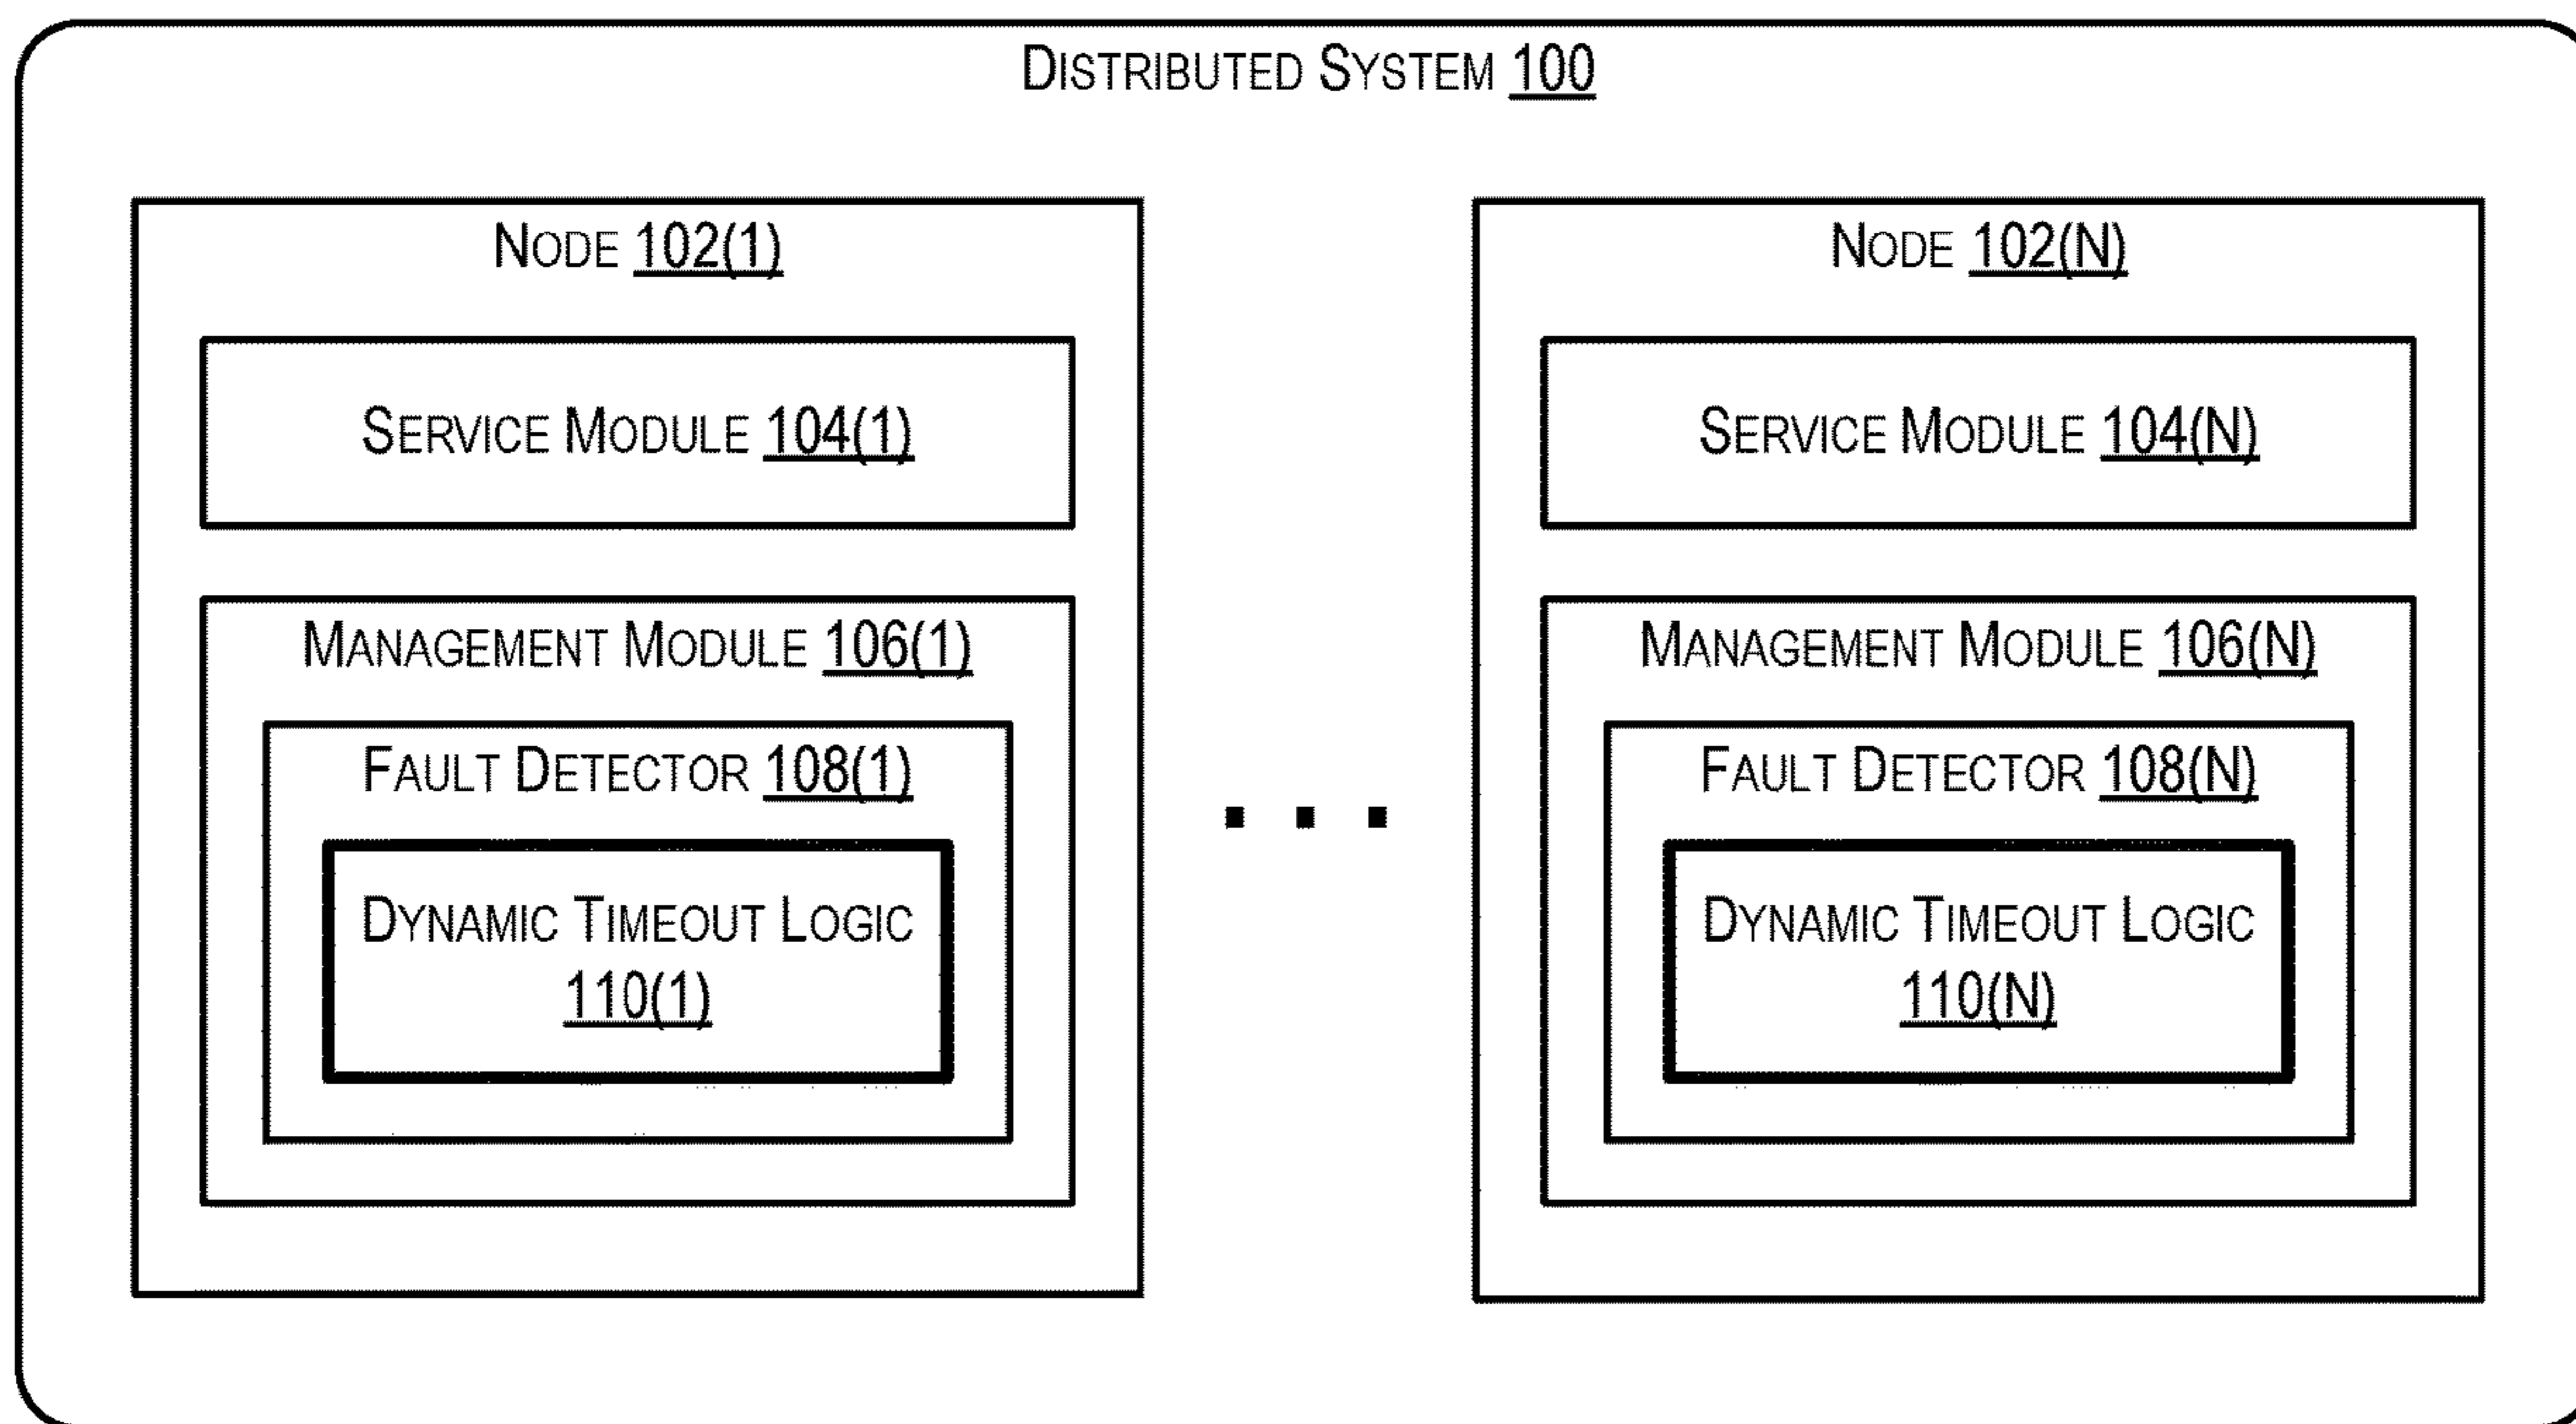 DISTRIBUTED SYSTEM 100
NODE 102(1)
SERVICE MODULE 104(1)
MANAGEMENT MODULE 106(1)
FAULT DETECTOR 108(1)
DYNAMIC TIMEOUT LOGIC
110(1)
. . .
NODE 102(N)
SERVICE MODULE 104(N)
MANAGEMENT MODULE 106(N)
FAULT DETECTOR 108(N)
DYNAMIC TIMEOUT LOGIC
110(N)